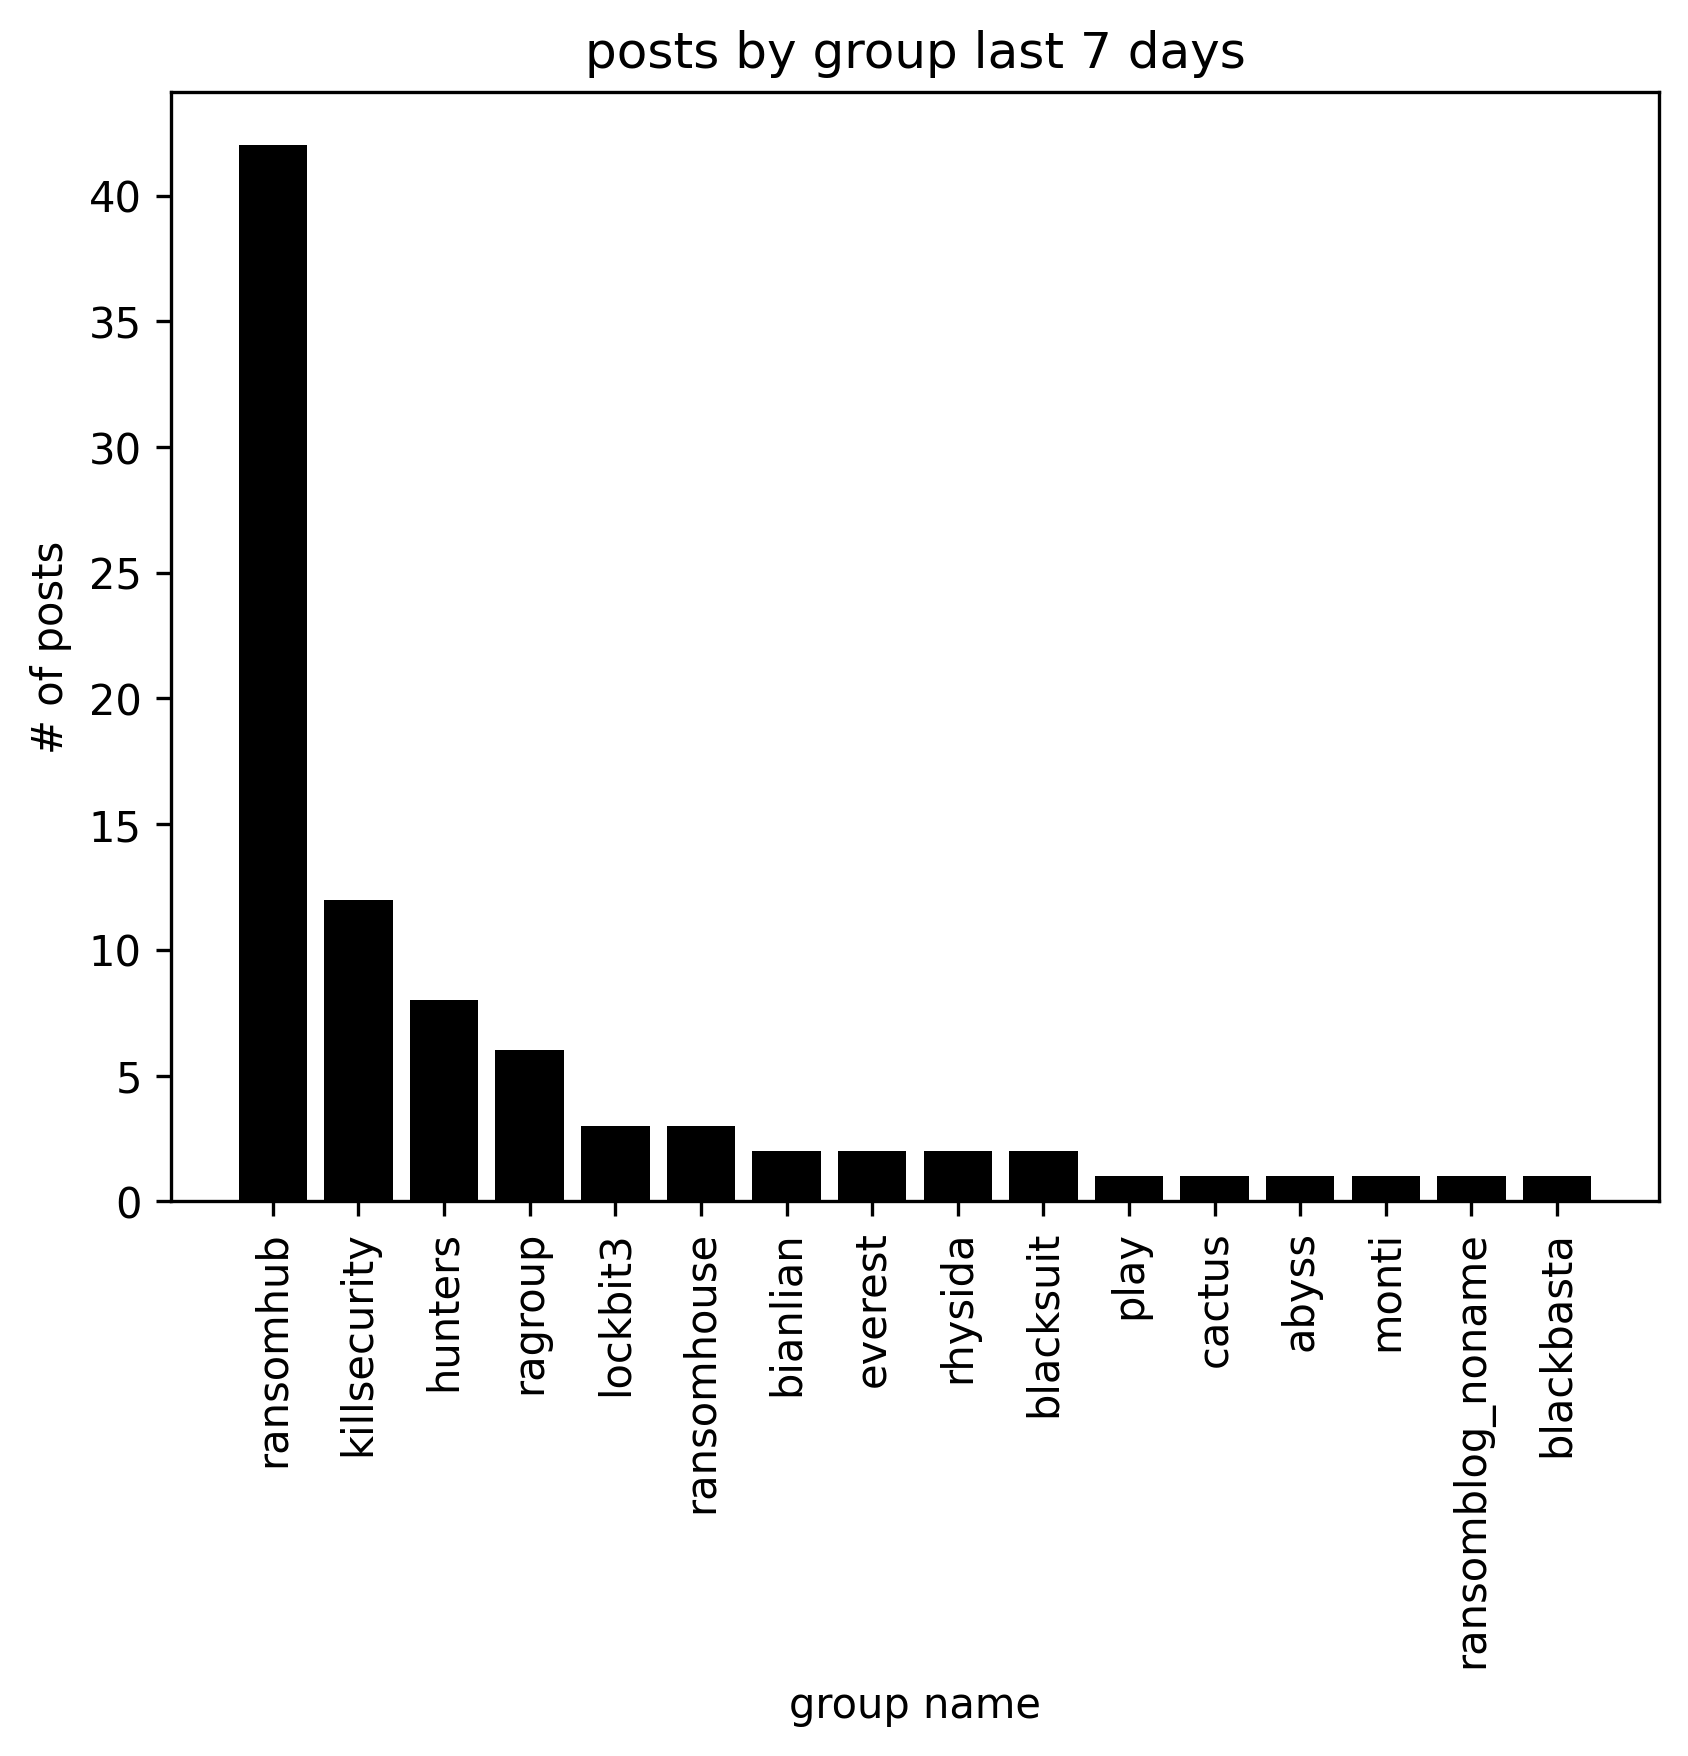 posts by group last 7 days
# of posts
40
35
30
25
20
15
10
5
0
ransomhub
killsecurity
hunters
ragroup
lockbit3
ransomhouse
bianlian
everest
rhysida
blacksuit
play
cactus
abyss
monti
ransomblog_noname
blackbasta
group name